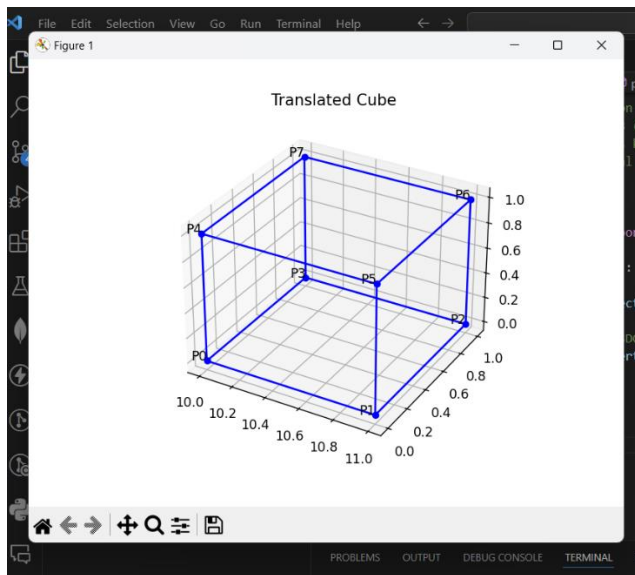 File Edit Selection View Go Run Terminal Help
Figure 1
Translated Cube
P7
P6
1.0
0.8
P4
0.6
0.4
P3
P5
0.2
0.0
P2
1.0
P0
0.8
0.6
10.0
P1
0.4
10.2
0.2
10.4
0.0
10.6
10.8
11.0
PROBLEMS OUTPUT DEBUG CONSOLE TERMINAL